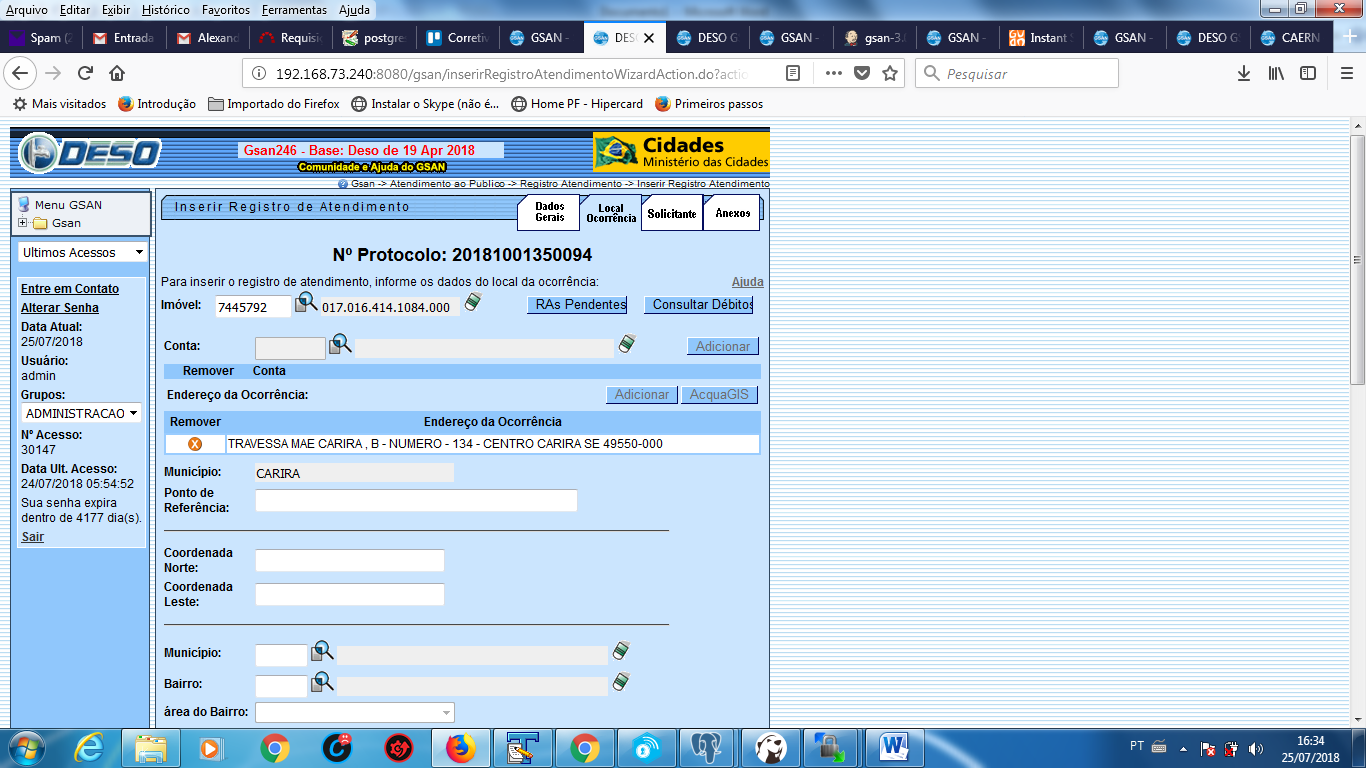 Arquivo Editar Exibir Histórico Favoritos Ferramentas Ajuda
Spam (2 Entrada Alexand Requisi postgre Corretiv GSAN - DES DESO G GSAN - gsan-3. GSAN - Instant S GSAN - DESO G CAERN
192.168.73.240:8080/gsan/inserirRegistroAtendimentoWizardAction.do?actio Pesquisar
Mais visitados Introdução Importado do Firefox Instalar o Skype (não é... Home PF - Hipercard Primeiros passos
DESO
Gsan246 - Base: Deso de 19 Apr 2018
Comunidade e Ajuda do GSAN
Cidades
Ministério das Cidades
Gsan -> Atendimento ao Publico -> Registro Atendimento -> Inserir Registro Atendimento
Menu GSAN
Gsan
Ultimos Acessos
Entre em Contato
Alterar Senha
Data Atual:
25/07/2018
Usuário:
admin
Grupos:
ADMINISTRACAO
Nº Acesso:
30147
Data Ult. Acesso:
24/07/2018 05:54:52
Sua senha expira
dentro de 4177 dia(s).
Sair
Inserir Registro de Atendimento
Dados Gerais
Local Ocorrência
Solicitante
Anexos
Nº Protocolo: 20181001350094
Para inserir o registro de atendimento, informe os dados do local da ocorrência: Ajuda
Imóvel: 7445792 017.016.414.1084.000 RAs Pendentes Consultar Débitos
Conta: Adicionar
Remover Conta
Endereço da Ocorrência: Adicionar AcquaGIS
Remover Endereço da Ocorrência
TRAVESSA MAE CARIRA , B - NUMERO - 134 - CENTRO CARIRA SE 49550-000
Município: CARIRA
Ponto de
Referência:
Coordenada
Norte:
Coordenada
Leste:
Município:
Bairro:
área do Bairro:
PT 16:34
25/07/2018